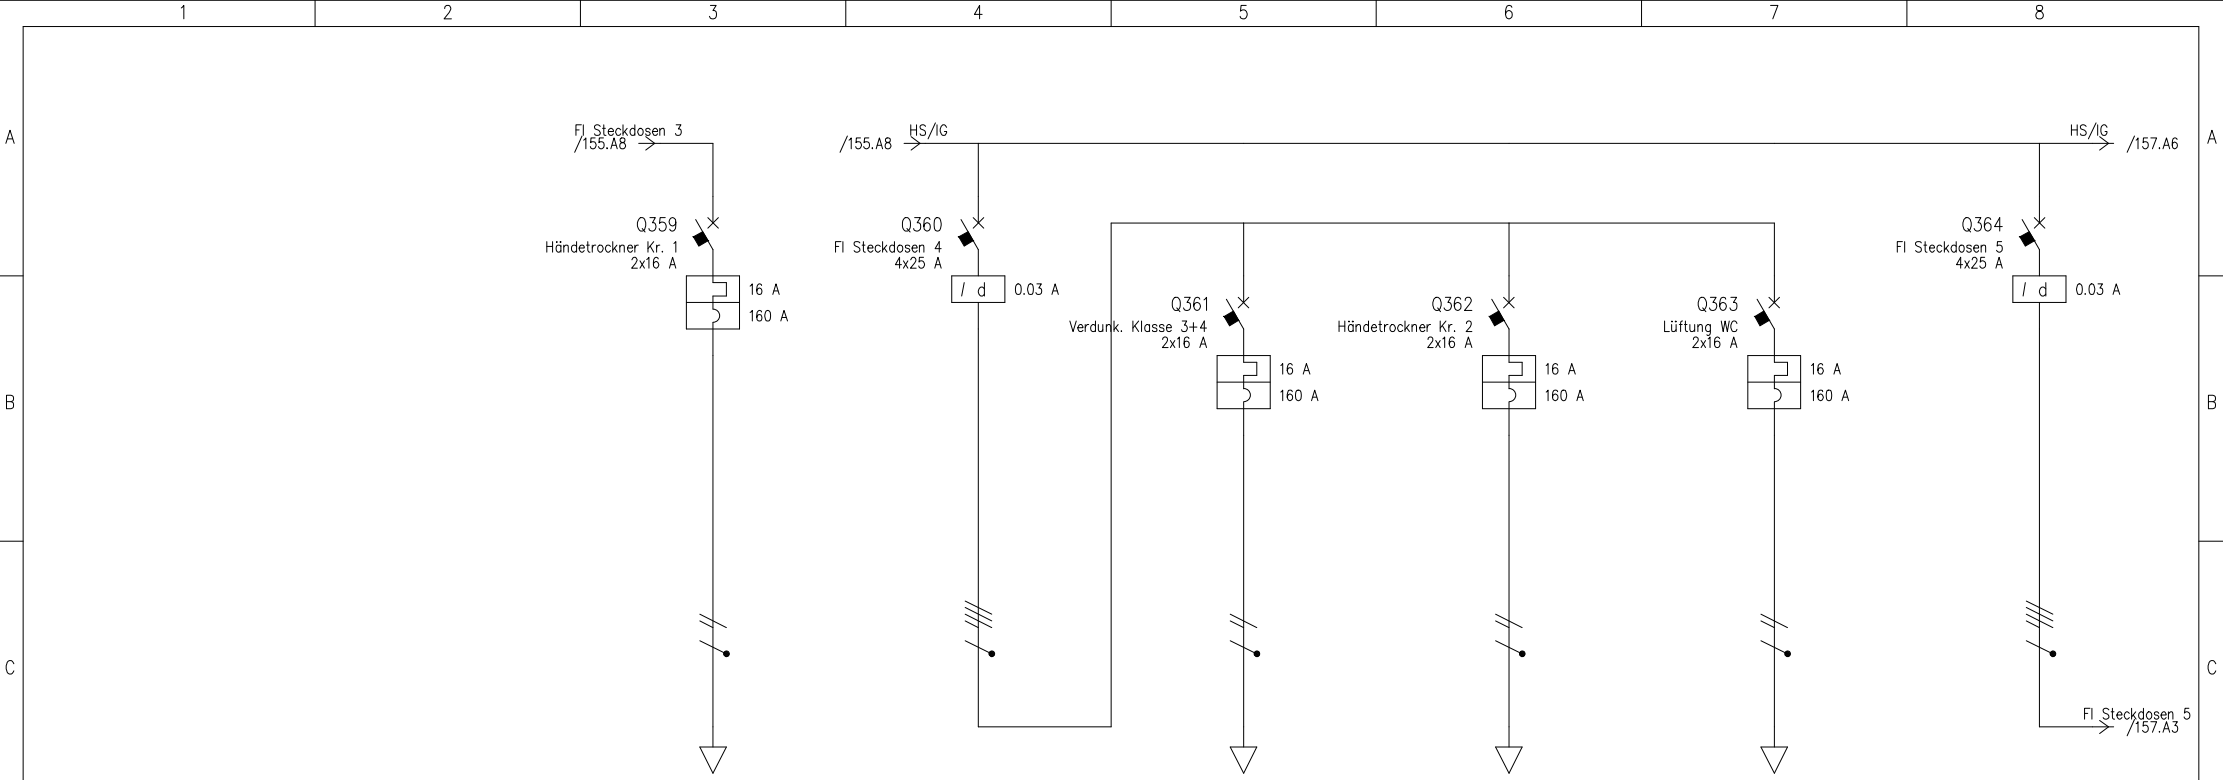 1 2 3 4 5 6 7 8
A A
FI Steckdosen 3
/155.A8
/155.A8
HS/IG
HS/IG
/157.A6
Q359
Händetrockner Kr. 1
2x16 A
16 A
160 A
Q360
FI Steckdosen 4
4x25 A
I d
0.03 A
Q361
Verdunk. Klasse 3+4
2x16 A
16 A
160 A
Q362
Händetrockner Kr. 2
2x16 A
16 A
160 A
Q363
Lüftung WC
2x16 A
16 A
160 A
Q364
FI Steckdosen 5
4x25 A
I d
0.03 A
B B
C C
FI Steckdosen 5
/157.A3